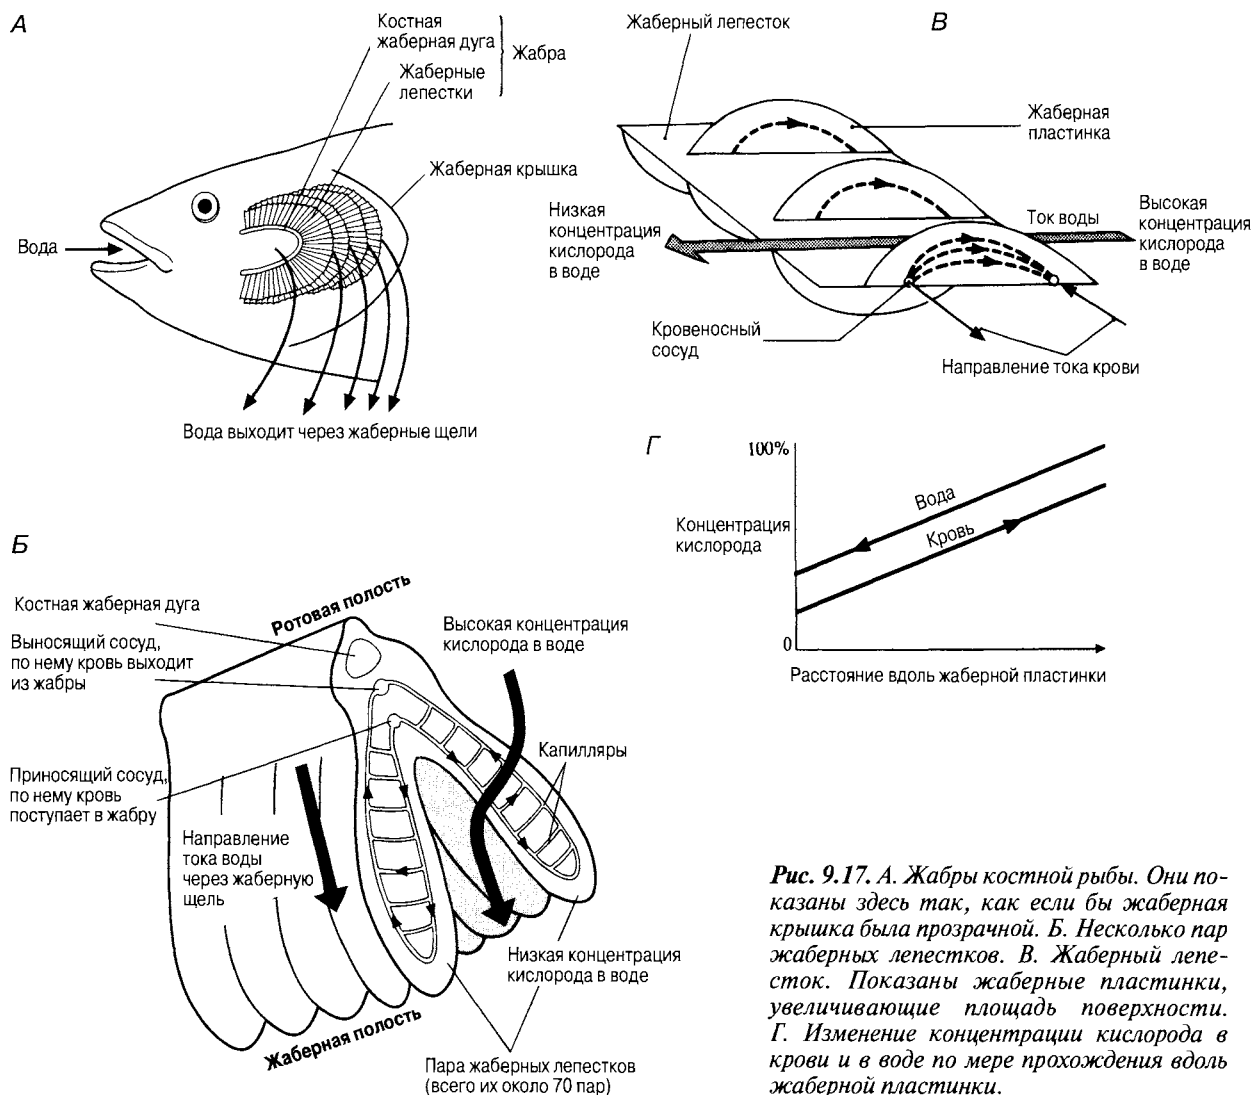 А
Костная
жаберная дуга
Жабра
Жаберные
лепестки
Жаберная крышка
Вода
Вода выходит через жаберные щели
В
Жаберный лепесток
Жаберная
пластинка
Низкая
концентрация
кислорода
в воде
Ток воды
Высокая
концентрация
кислорода
в воде
Кровеносный
сосуд
Направление тока крови
Г
100%
Вода
Кровь
Концентрация
кислорода
0
Расстояние вдоль жаберной пластинки
Б
Костная жаберная дуга
Ротовая полость
Выносящий сосуд,
по нему кровь выходит
из жабры
Высокая концентрация
кислорода в воде
Капилляры
Приносящий сосуд,
по нему кровь
поступает в жабру
Направление
тока воды
через жаберную
щель
Низкая концентрация
кислорода в воде
Жаберная полость
Пара жаберных лепестков
(всего их около 70 пар)
Рис. 9.17. А. Жабры костной рыбы. Они по-
казаны здесь так, как если бы жаберная
крышка была прозрачной. Б. Несколько пар
жаберных лепестков. В. Жаберный лепе-
сток. Показаны жаберные пластинки,
увеличивающие площадь поверхности.
Г. Изменение концентрации кислорода в
крови и в воде по мере прохождения вдоль
жаберной пластинки.